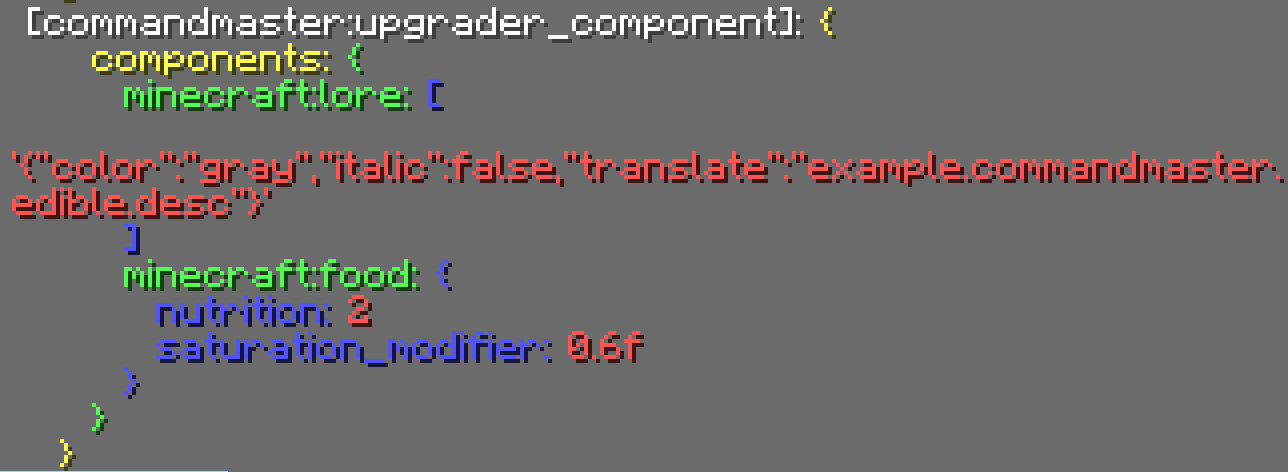 [commandmaster:upgrader_component]: {
components: {
minecraft:lore: [
'{"color":"gray","italic":false,"translate":"example.commandmaster.
edible.desc"}'
]
minecraft:food: {
nutrition: 2
saturation_modifier: 0.6f
}
}
}